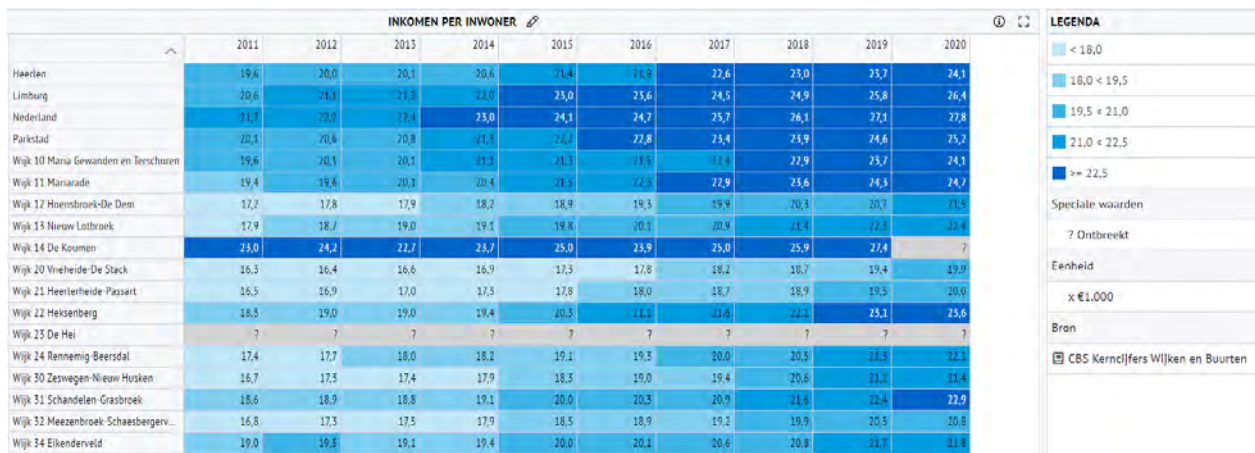 INKOMEN PER INWONER
2011 2012 2013 2014 2015 2016 2017 2018 2019 2020
Heerlen 19,6 20,0 20,1 20,6 21,4 21,9 22,6 23,0 23,7 24,1
Limburg 20,6 21,1 21,3 22,0 23,0 23,6 24,5 24,9 25,8 26,4
Nederland 21,7 22,2 22,4 23,0 24,1 24,7 25,7 26,1 27,1 27,8
Parkstad 20,1 20,6 20,8 21,3 22,2 22,8 23,4 23,9 24,6 25,2
Wijk 10 Maria Gewanden en Terschuren 19,6 20,1 20,1 21,1 21,3 21,5 22,4 22,9 23,7 24,1
Wijk 11 Mariarade 19,4 19,6 20,1 20,4 21,5 22,3 22,9 23,6 24,3 24,7
Wijk 12 Hoensbroek-De Dem 17,2 17,8 17,9 18,2 18,9 19,3 19,9 20,3 20,7 21,5
Wijk 13 Nieuw Lotbroek 17,9 18,7 19,0 19,1 19,8 20,1 20,9 21,4 22,3 22,4
Wijk 14 De Koumen 23,0 24,2 22,7 23,7 25,0 23,9 25,0 25,9 27,4 ?
Wijk 20 Vrieheide-De Stack 16,3 16,4 16,6 16,9 17,3 17,8 18,2 18,7 19,4 19,9
Wijk 21 Heerlerheide-Passart 16,5 16,9 17,0 17,3 17,8 18,0 18,7 18,9 19,5 20,0
Wijk 22 Heksenberg 18,5 19,0 19,0 19,4 20,3 21,1 21,6 22,1 23,1 23,6
Wijk 23 De Hei ? ? ? ? ? ? ? ? ? ?
Wijk 24 Rennemig-Beersdal 17,4 17,7 18,0 18,2 19,1 19,3 20,0 20,5 21,3 22,1
Wijk 30 Zeswegen-Nieuw Husken 16,7 17,3 17,4 17,9 18,3 19,0 19,4 20,6 21,1 21,4
Wijk 31 Schandelen-Grasbroek 18,6 18,9 18,8 19,1 20,0 20,3 20,9 21,6 22,4 22,9
Wijk 32 Meezenbroek-Schaesbergerv... 16,8 17,3 17,5 17,9 18,5 18,9 19,2 19,9 20,5 20,8
Wijk 34 Eikenderveld 19,0 19,5 19,1 19,4 20,0 20,1 20,6 20,8 21,7 21,8
LEGENDA
< 18,0
18,0 < 19,5
19,5 < 21,0
21,0 < 22,5
>= 22,5
Speciale waarden
? Ontbreekt
Eenheid
x €1.000
Bron
CBS Kerncijfers Wijken en Buurten